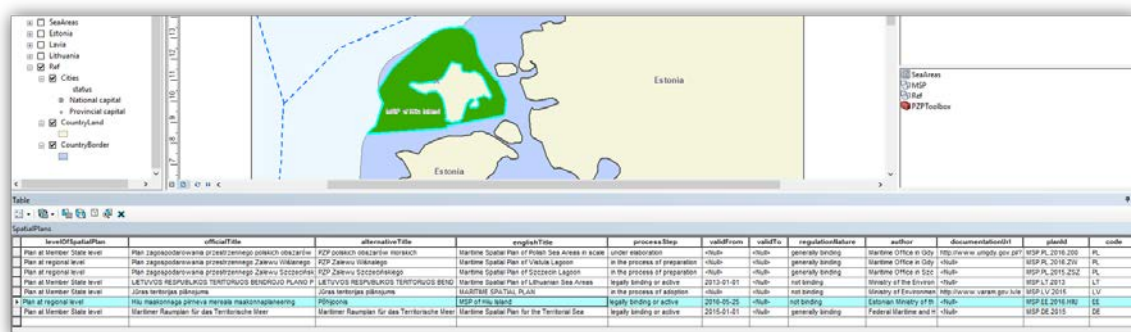 SeaAreas
Estonia
Lavia
Lithuania
Ref
Cities
status
National capital
Provincial capital
CountryLand
CountryBorder
MSP of Hiiu Island
Estonia
Estonia
SeaAreas
MSP
Ref
PZPToolbox
Table
SpatialPlans
levelOfSpatialPlan officialTitle alternativeTitle englishTitle processStep validFrom validTo regulationNature author documentationUrl planId code
Plan at Member State level Plan zagospodarowania przestrzennego polskich obszarów PZP polskich obszarów morskich Maritime Spatial Plan of Polish Sea Areas in scale under elaboration <Null> <Null> generally binding Maritime Office in Gdy http://www.umgdy.gov.pl/? MSP.PL.2016.200 PL
Plan at regional level Plan zagospodarowania przestrzennego Zalewu Wiślanego PZP Zalewu Wiślanego Maritime Spatial Plan of Vistula Lagoon in the process of preparation <Null> <Null> generally binding Maritime Office in Gdy <Null> MSP.PL.2016.ZW PL
Plan at regional level Plan zagospodarowania przestrzennego Zalewu Szczecińsk PZP Zalewu Szczecińskiego Maritime Spatial Plan of Szczecin Lagoon in the process of preparation <Null> <Null> generally binding Maritime Office in Szc <Null> MSP.PL.2015.ZSZ PL
Plan at Member State level LIETUVOS RESPUBLIKOS TERITORIJOS BENDROJO PLANO LIETUVOS RESPUBLIKOS TERITORIJOS BEND Maritime Spatial Plan of Lithuanian Sea Areas legally binding or active 2013-01-01 <Null> not binding Ministry of the Environ <Null> MSP.LT.2013 LT
Plan at Member State level Jūras teritorijas plānojums Jūras teritorijas plānojums MARITIME SPATIAL PLAN in the process of adoption <Null> <Null> not binding Ministry of Environmen http://www.varam.gov.lv/e MSP.LV.2015 LV
Plan at regional level Hiiu maakonnaga piirneva mereala maakonnaplaneering Põhijoonis MSP of Hiiu Island legally binding or active 2016-05-25 <Null> not binding Estonian Ministry of th <Null> MSP.EE.2016.HIIU EE
Plan at Member State level Maritimer Raumplan für das Territorische Meer Maritimer Raumplan für das Territorische Meer Maritime Spatial Plan for the Territorial Sea legally binding or active 2015-01-01 <Null> generally binding Federal Maritime and H <Null> MSP.DE.2015 DE